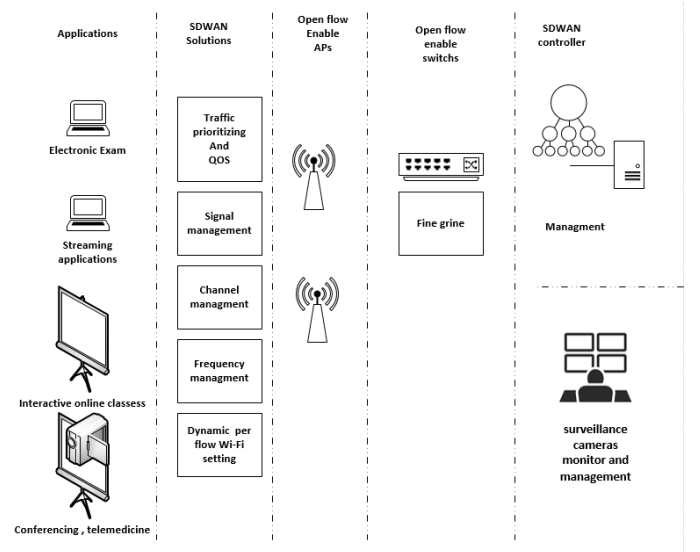 Applications
SDWAN
Solutions
Open flow
Enable
APs
Open flow
enable
switchs
SDWAN
controller
Electronic Exam
Streaming
applications
Interactive online classess
Conferencing , telemedicine
Traffic
prioritizing
And
QOS
Signal
management
Channel
managment
Frequency
managment
Dynamic per
flow Wi-Fi
setting
Fine grine
Managment
surveillance
cameras
monitor and
management